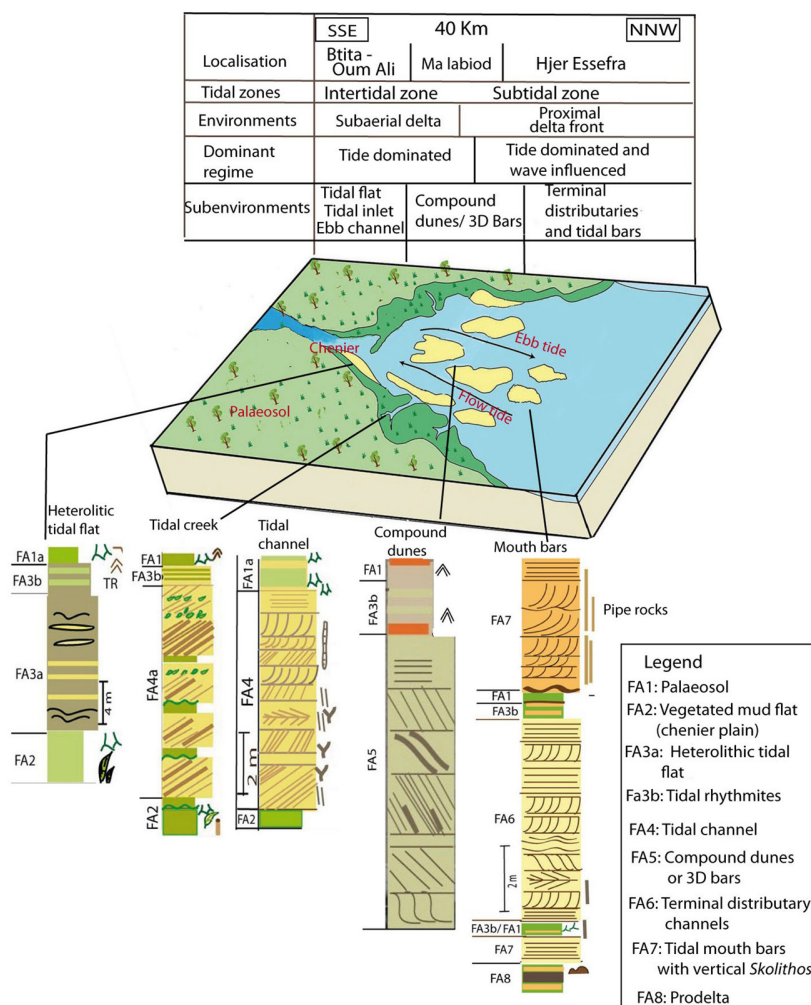 SSE 40 Km NNW
Localisation
Btita -
Oum Ali
Ma labiod
Hjer Essefra
Tidal zones
Intertidal zone
Subtidal zone
Environments
Subaerial delta
Proximal
delta front
Dominant
regime
Tide dominated
Tide dominated and
wave influenced
Subenvironments
Tidal flat
Tidal inlet
Ebb channel
Compound
dunes/ 3D Bars
Terminal
distributaries
and tidal bars
Chenier
Ebb tide
Palaeosol
Flow tide
Heterolitic
tidal flat
FA1a
FA3b
TR
FA3a
4 m
FA2
Tidal creek
FA1
FA3b
FA4a
FA2
Tidal
channel
FA1a
FA4
2 m
FA2
Compound
dunes
FA1
FA3b
FA5
Mouth bars
FA7
Pipe rocks
FA1
FA3b
FA6
2 m
FA3b/FA1
FA7
FA8
Legend
FA1: Palaeosol
FA2: Vegetated mud flat
(chenier plain)
FA3a: Heterolithic tidal
flat
Fa3b: Tidal rhythmites
FA4: Tidal channel
FA5: Compound dunes
or 3D bars
FA6: Terminal distributary
channels
FA7: Tidal mouth bars
with vertical Skolithos
FA8: Prodelta